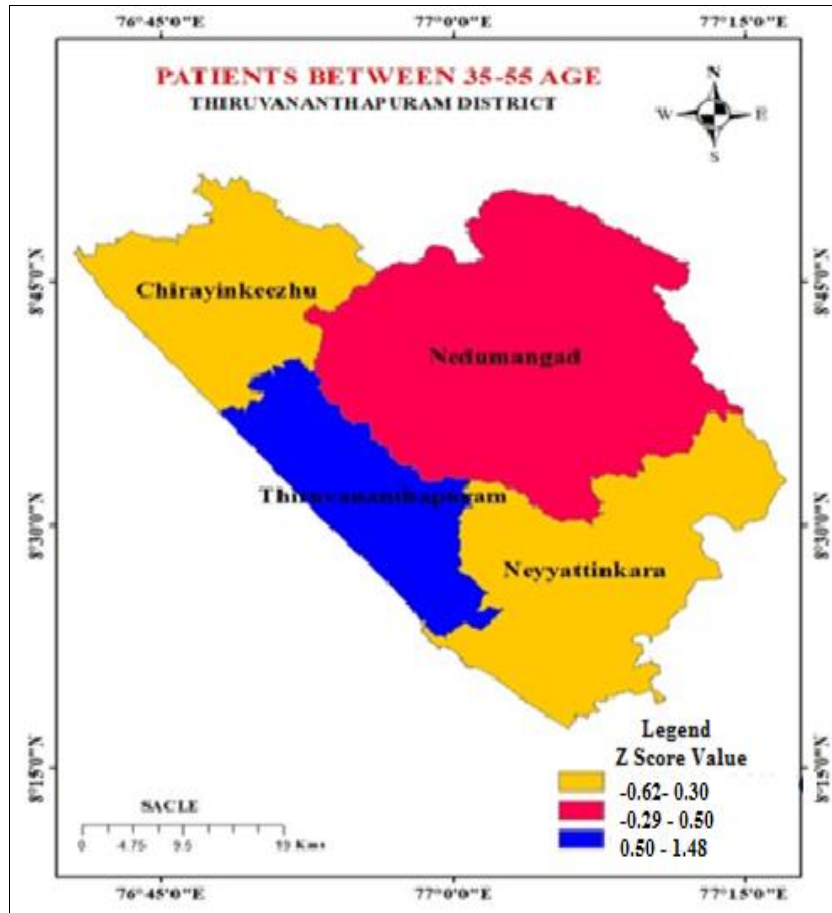 76°45'0"E 77°0'0"E 77°15'0"E
PATIENTS BETWEEN 35-55 AGE
THIRUVANANTHAPURAM DISTRICT
N
W E
S
8°45'0"N 8°45'0"N
Chirayinkeezhu
Nedumangad
Thiruvananthapuram
8°30'0"N 8°30'0"N
Neyyattinkara
Legend
Z Score Value
-0.62- 0.30
-0.29 - 0.50
0.50 - 1.48
8°15'0"N 8°15'0"N
SACLE
0 4.75 9.5 19 Kms
76°45'0"E 77°0'0"E 77°15'0"E